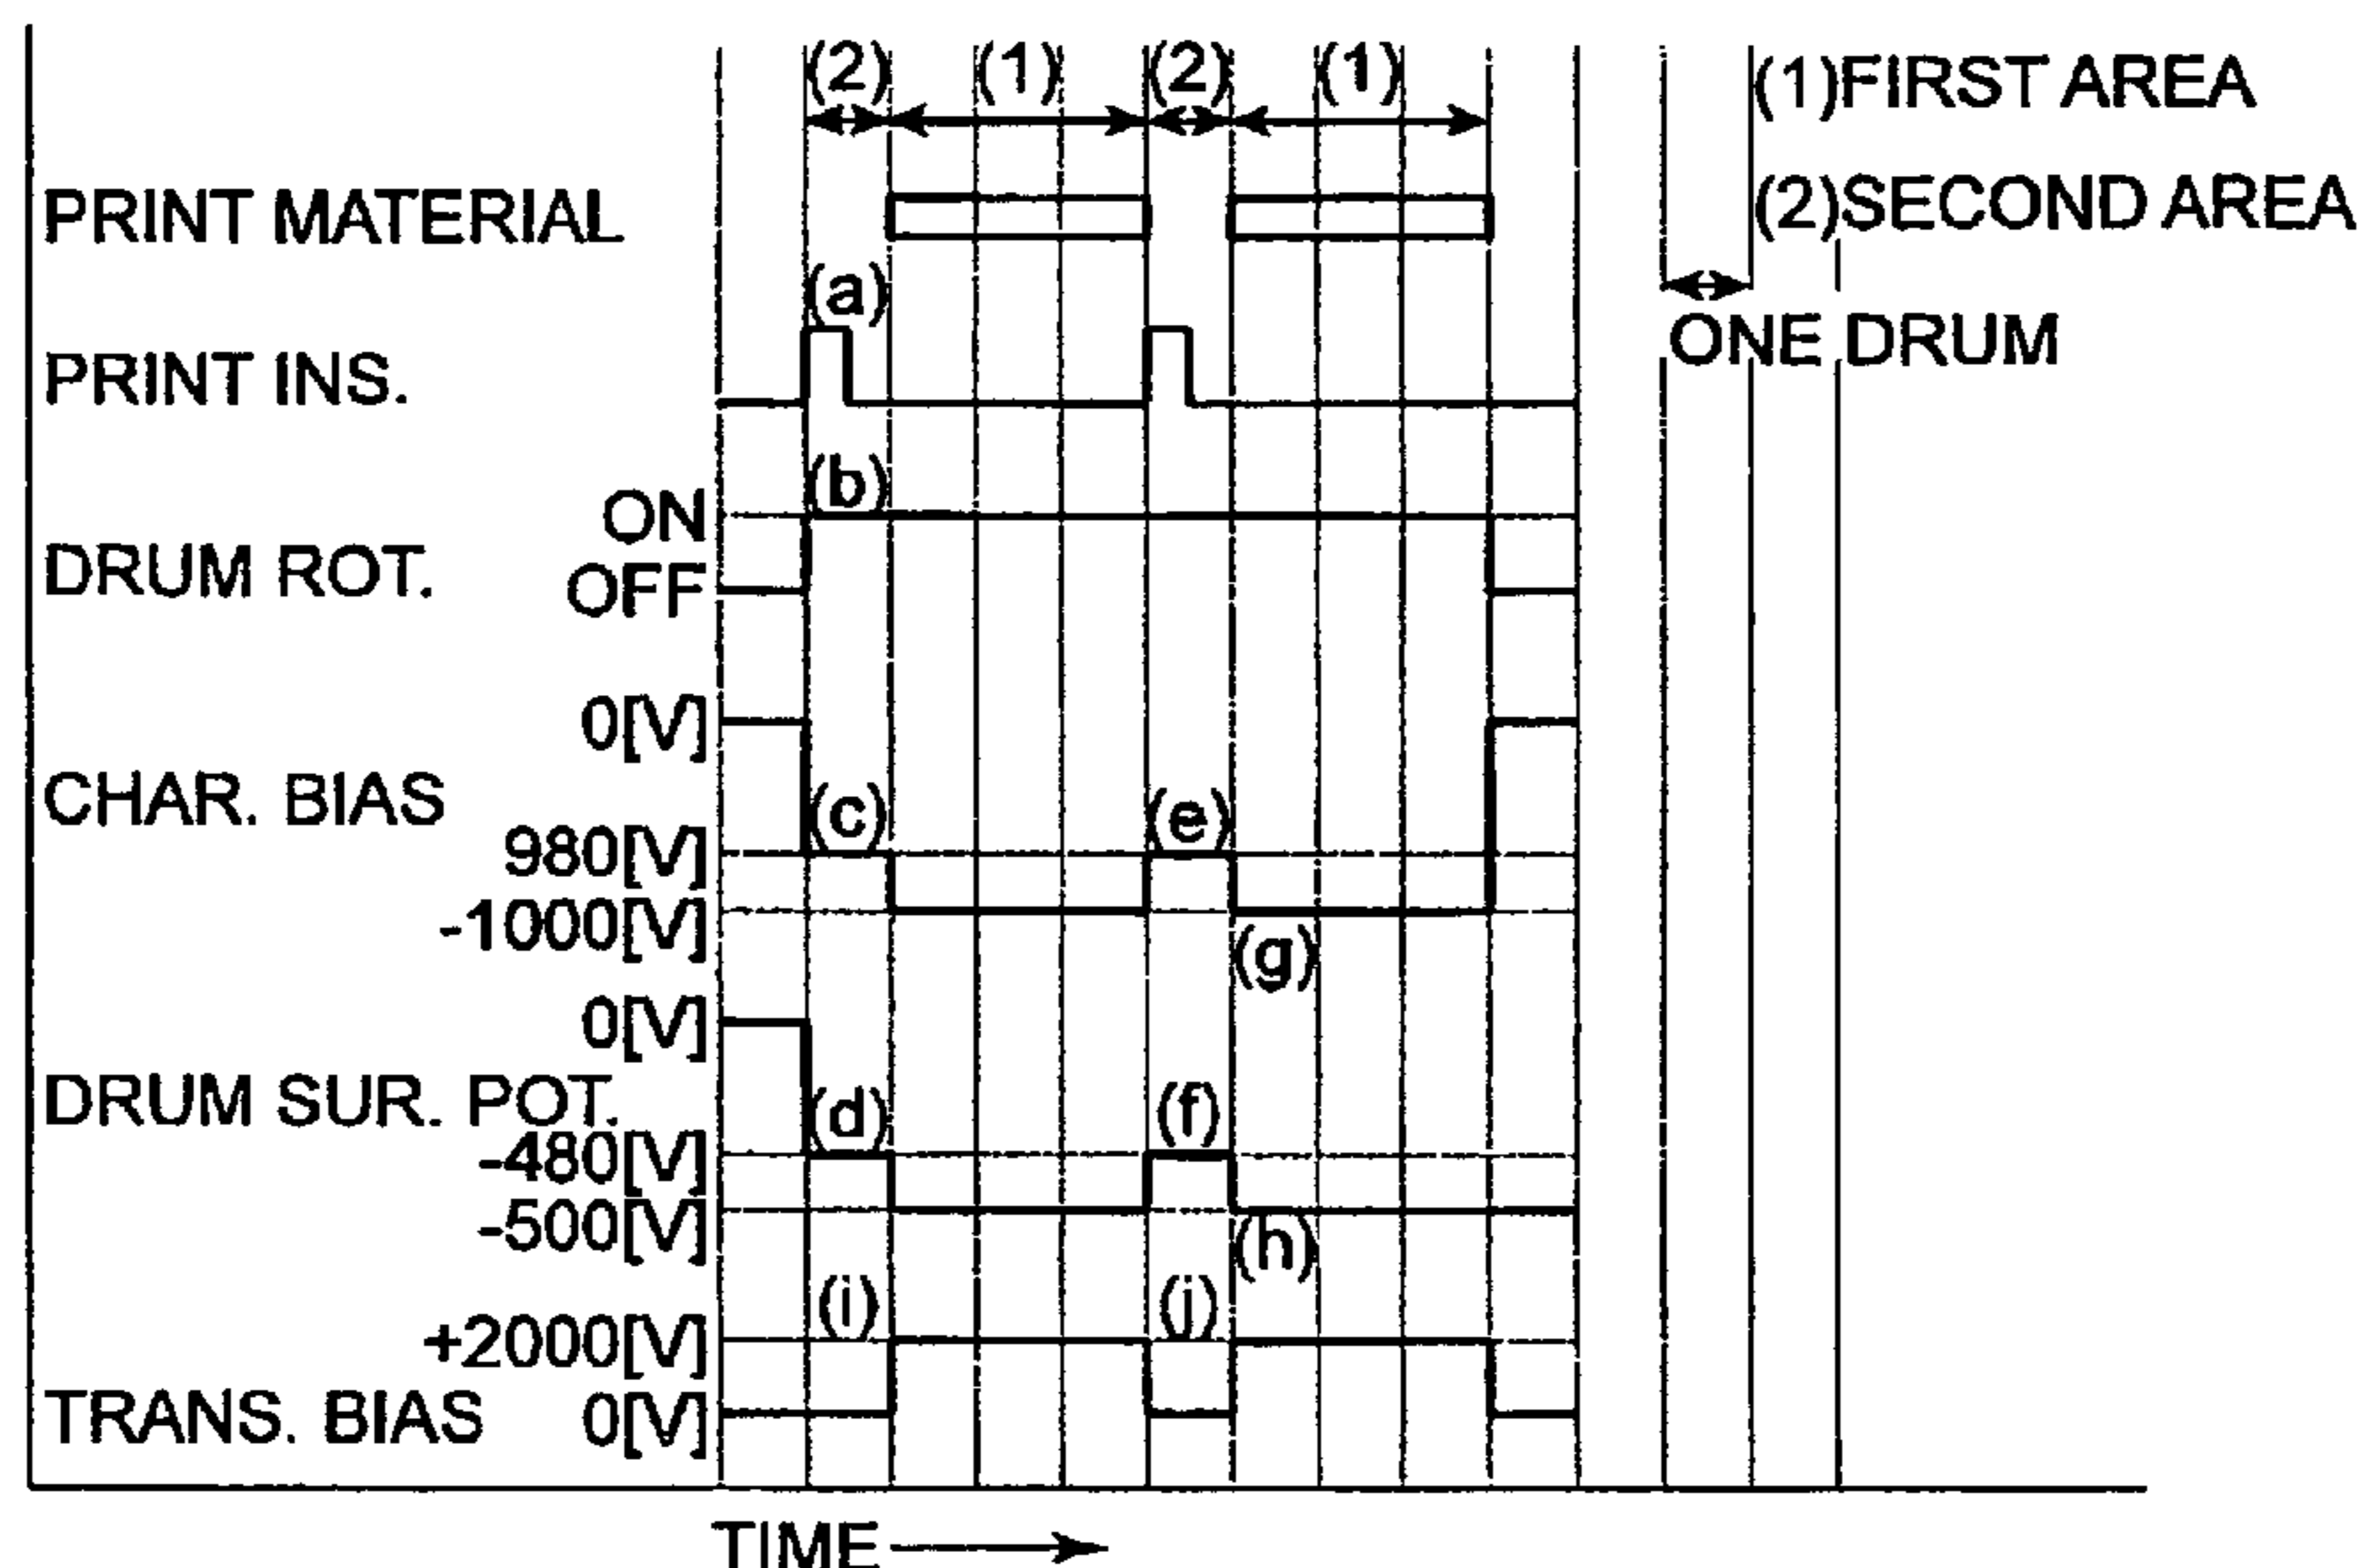 (2) (1) (2) (1)
(1)FIRST AREA
(2)SECOND AREA
PRINT MATERIAL
(a)
ONE DRUM
PRINT INS.
(b)
ON
DRUM ROT.
OFF
0[V]
CHAR. BIAS
(c) (e)
980[V]
-1000[V]
(g)
0[V]
DRUM SUR. POT.
(d) (f)
-480[V]
-500[V]
(h)
(i) (j)
+2000[V]
TRANS. BIAS 0[V]
TIME